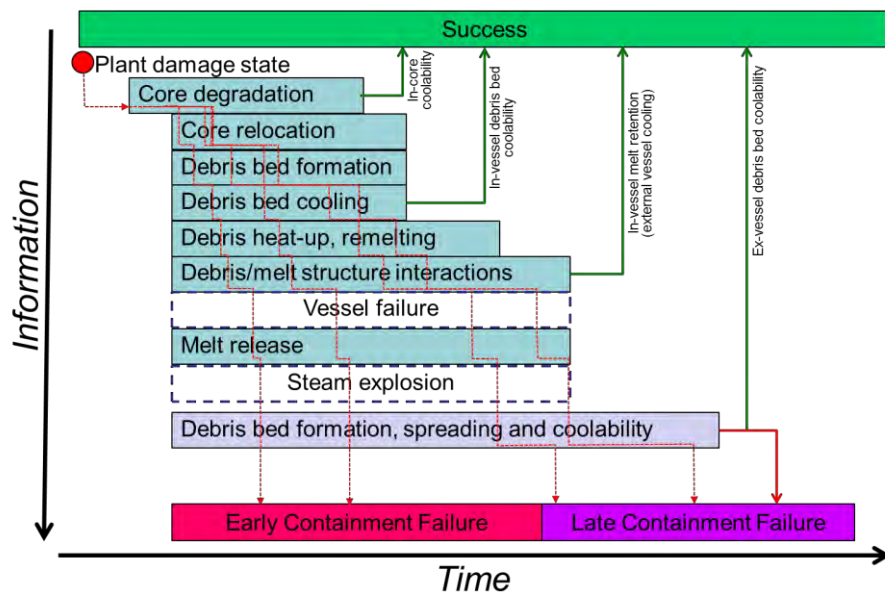 Success
Plant damage state
Core degradation
Core relocation
Debris bed formation
Debris bed cooling
Debris heat-up, remelting
Debris/melt structure interactions
Vessel failure
Melt release
Steam explosion
Debris bed formation, spreading and coolability
Early Containment Failure
Late Containment Failure
In-core
coolability
In-vessel debris bed
coolability
In-vessel melt retention
(external vessel cooling)
Ex-vessel debris bed coolability
Information
Time